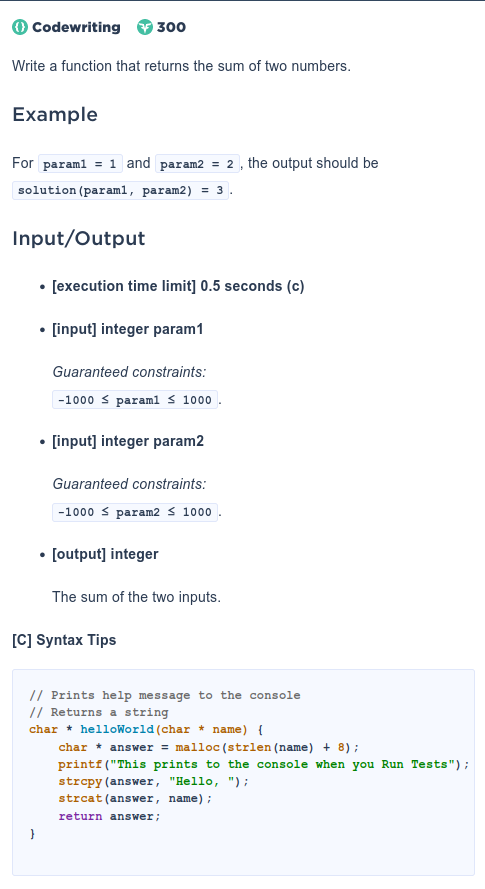 Codewriting 300
Write a function that returns the sum of two numbers.
Example
For param1 = 1 and param2 = 2, the output should be
solution(param1, param2) = 3.
Input/Output
• [execution time limit] 0.5 seconds (c)
• [input] integer param1
Guaranteed constraints:
-1000 ≤ param1 ≤ 1000.
• [input] integer param2
Guaranteed constraints:
-1000 ≤ param2 ≤ 1000.
• [output] integer
The sum of the two inputs.
[C] Syntax Tips
// Prints help message to the console
// Returns a string
char * helloWorld(char * name) {
    char * answer = malloc(strlen(name) + 8);
    printf("This prints to the console when you Run Tests");
    strcpy(answer, "Hello, ");
    strcat(answer, name);
    return answer;
}